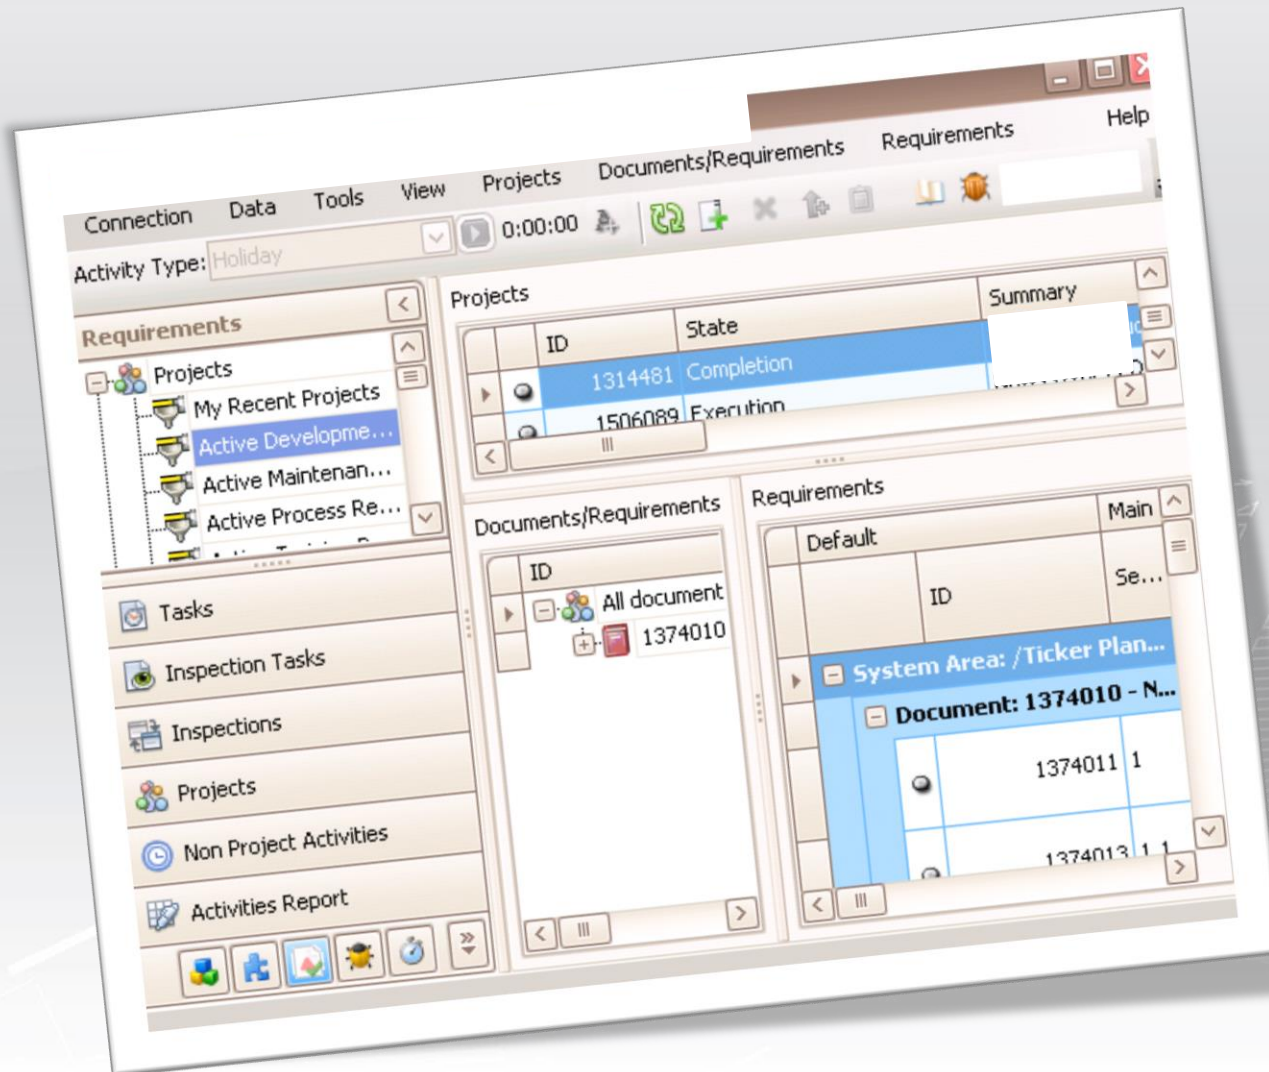 Connection Data Tools View Projects Documents/Requirements Requirements Help
Activity Type: Holiday 0:00:00
Requirements
Projects
My Recent Projects
Active Developme...
Active Maintenan...
Active Process Re...
Tasks
Inspection Tasks
Inspections
Projects
Non Project Activities
Activities Report
Projects
ID State Summary
1314481 Completion
1506089 Execution
Documents/Requirements
ID
All document
1374010
Requirements
Default Main
ID Se...
System Area: /Ticker Plan...
Document: 1374010 - N...
1374011 1
1374013 1.1